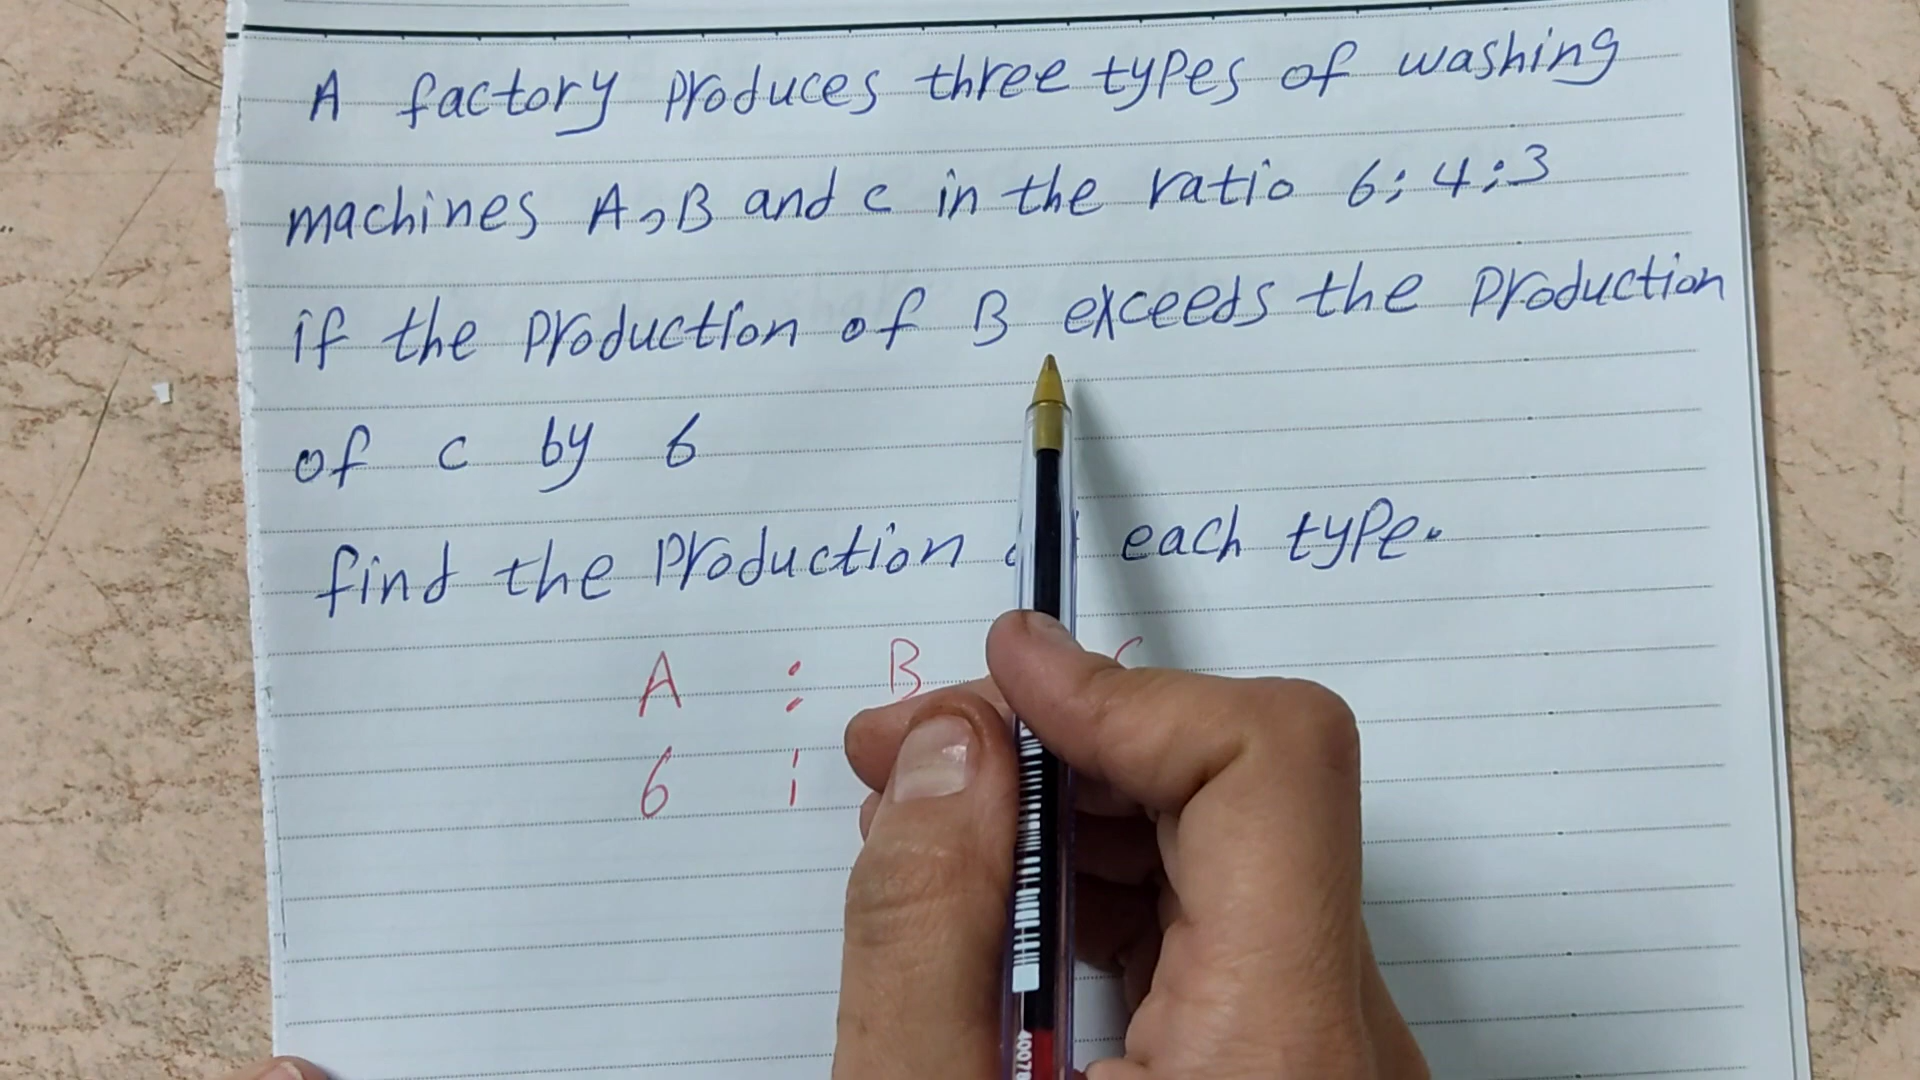 A factory produces three types of washing
machines A, B and c in the ratio 6:4:3
if the production of B exceeds the production
of c by 6
find the production each type.
A : B
6 :